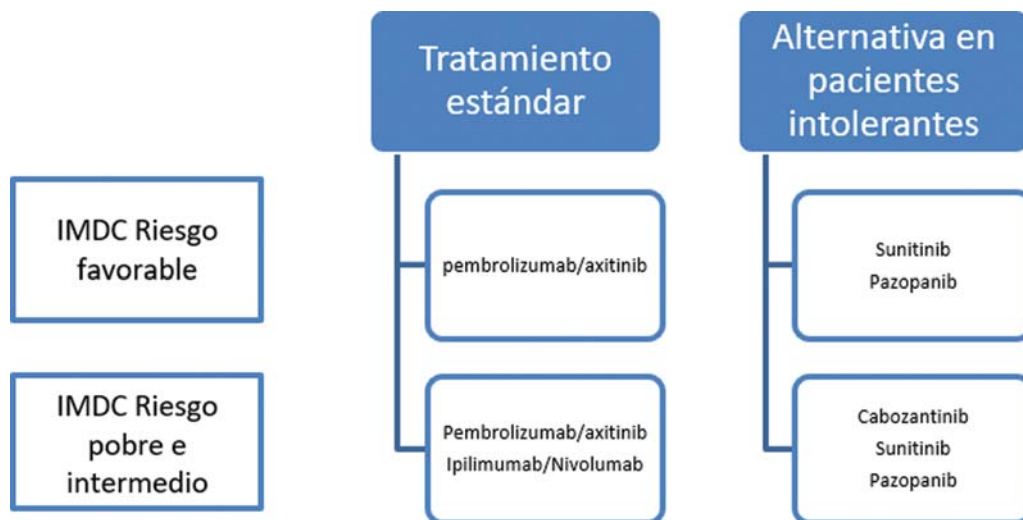 Tratamiento
estándar
Alternativa en
pacientes
intolerantes
IMDC Riesgo
favorable
pembrolizumab/axitinib
Sunitinib
Pazopanib
IMDC Riesgo
pobre e
intermedio
Pembrolizumab/axitinib
Ipilimumab/Nivolumab
Cabozantinib
Sunitinib
Pazopanib